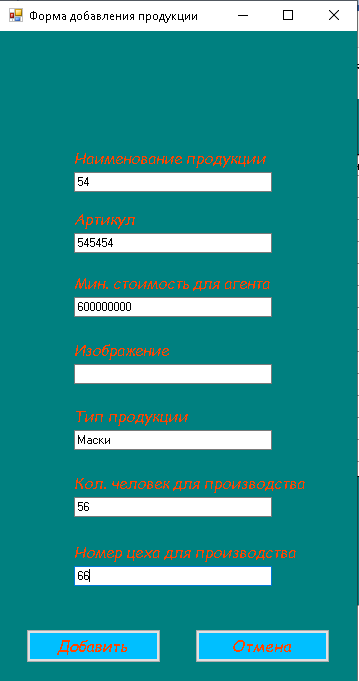 Форма добавления продукции
Наименование продукции
54
Артикул
545454
Мин. стоимость для агента
600000000
Изображение
Тип продукции
Маски
Кол. человек для производства
56
Номер цеха для производства
66
Добавить
Отмена